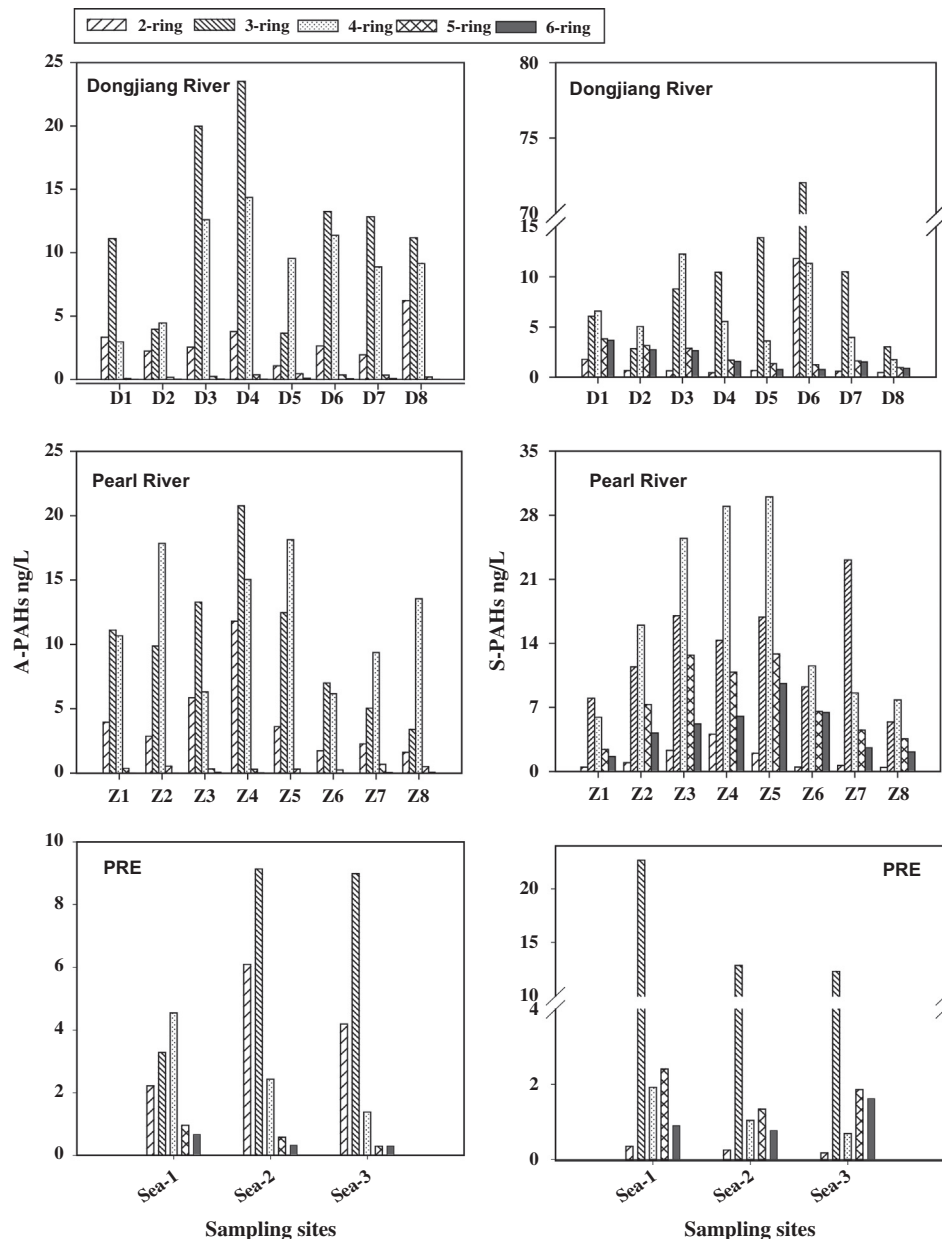 2-ring 3-ring 4-ring 5-ring 6-ring
25
20
15
10
5
0
Dongjiang River
D1 D2 D3 D4 D5 D6 D7 D8
80
75
70
15
10
5
0
Dongjiang River
D1 D2 D3 D4 D5 D6 D7 D8
A-PAHs ng/L
25
20
15
10
5
0
Pearl River
Z1 Z2 Z3 Z4 Z5 Z6 Z7 Z8
S-PAHs ng/L
35
28
21
14
7
0
Pearl River
Z1 Z2 Z3 Z4 Z5 Z6 Z7 Z8
10
8
6
4
2
0
PRE
Sea-1 Sea-2 Sea-3
Sampling sites
20
15
10
4
2
0
PRE
Sea-1 Sea-2 Sea-3
Sampling sites